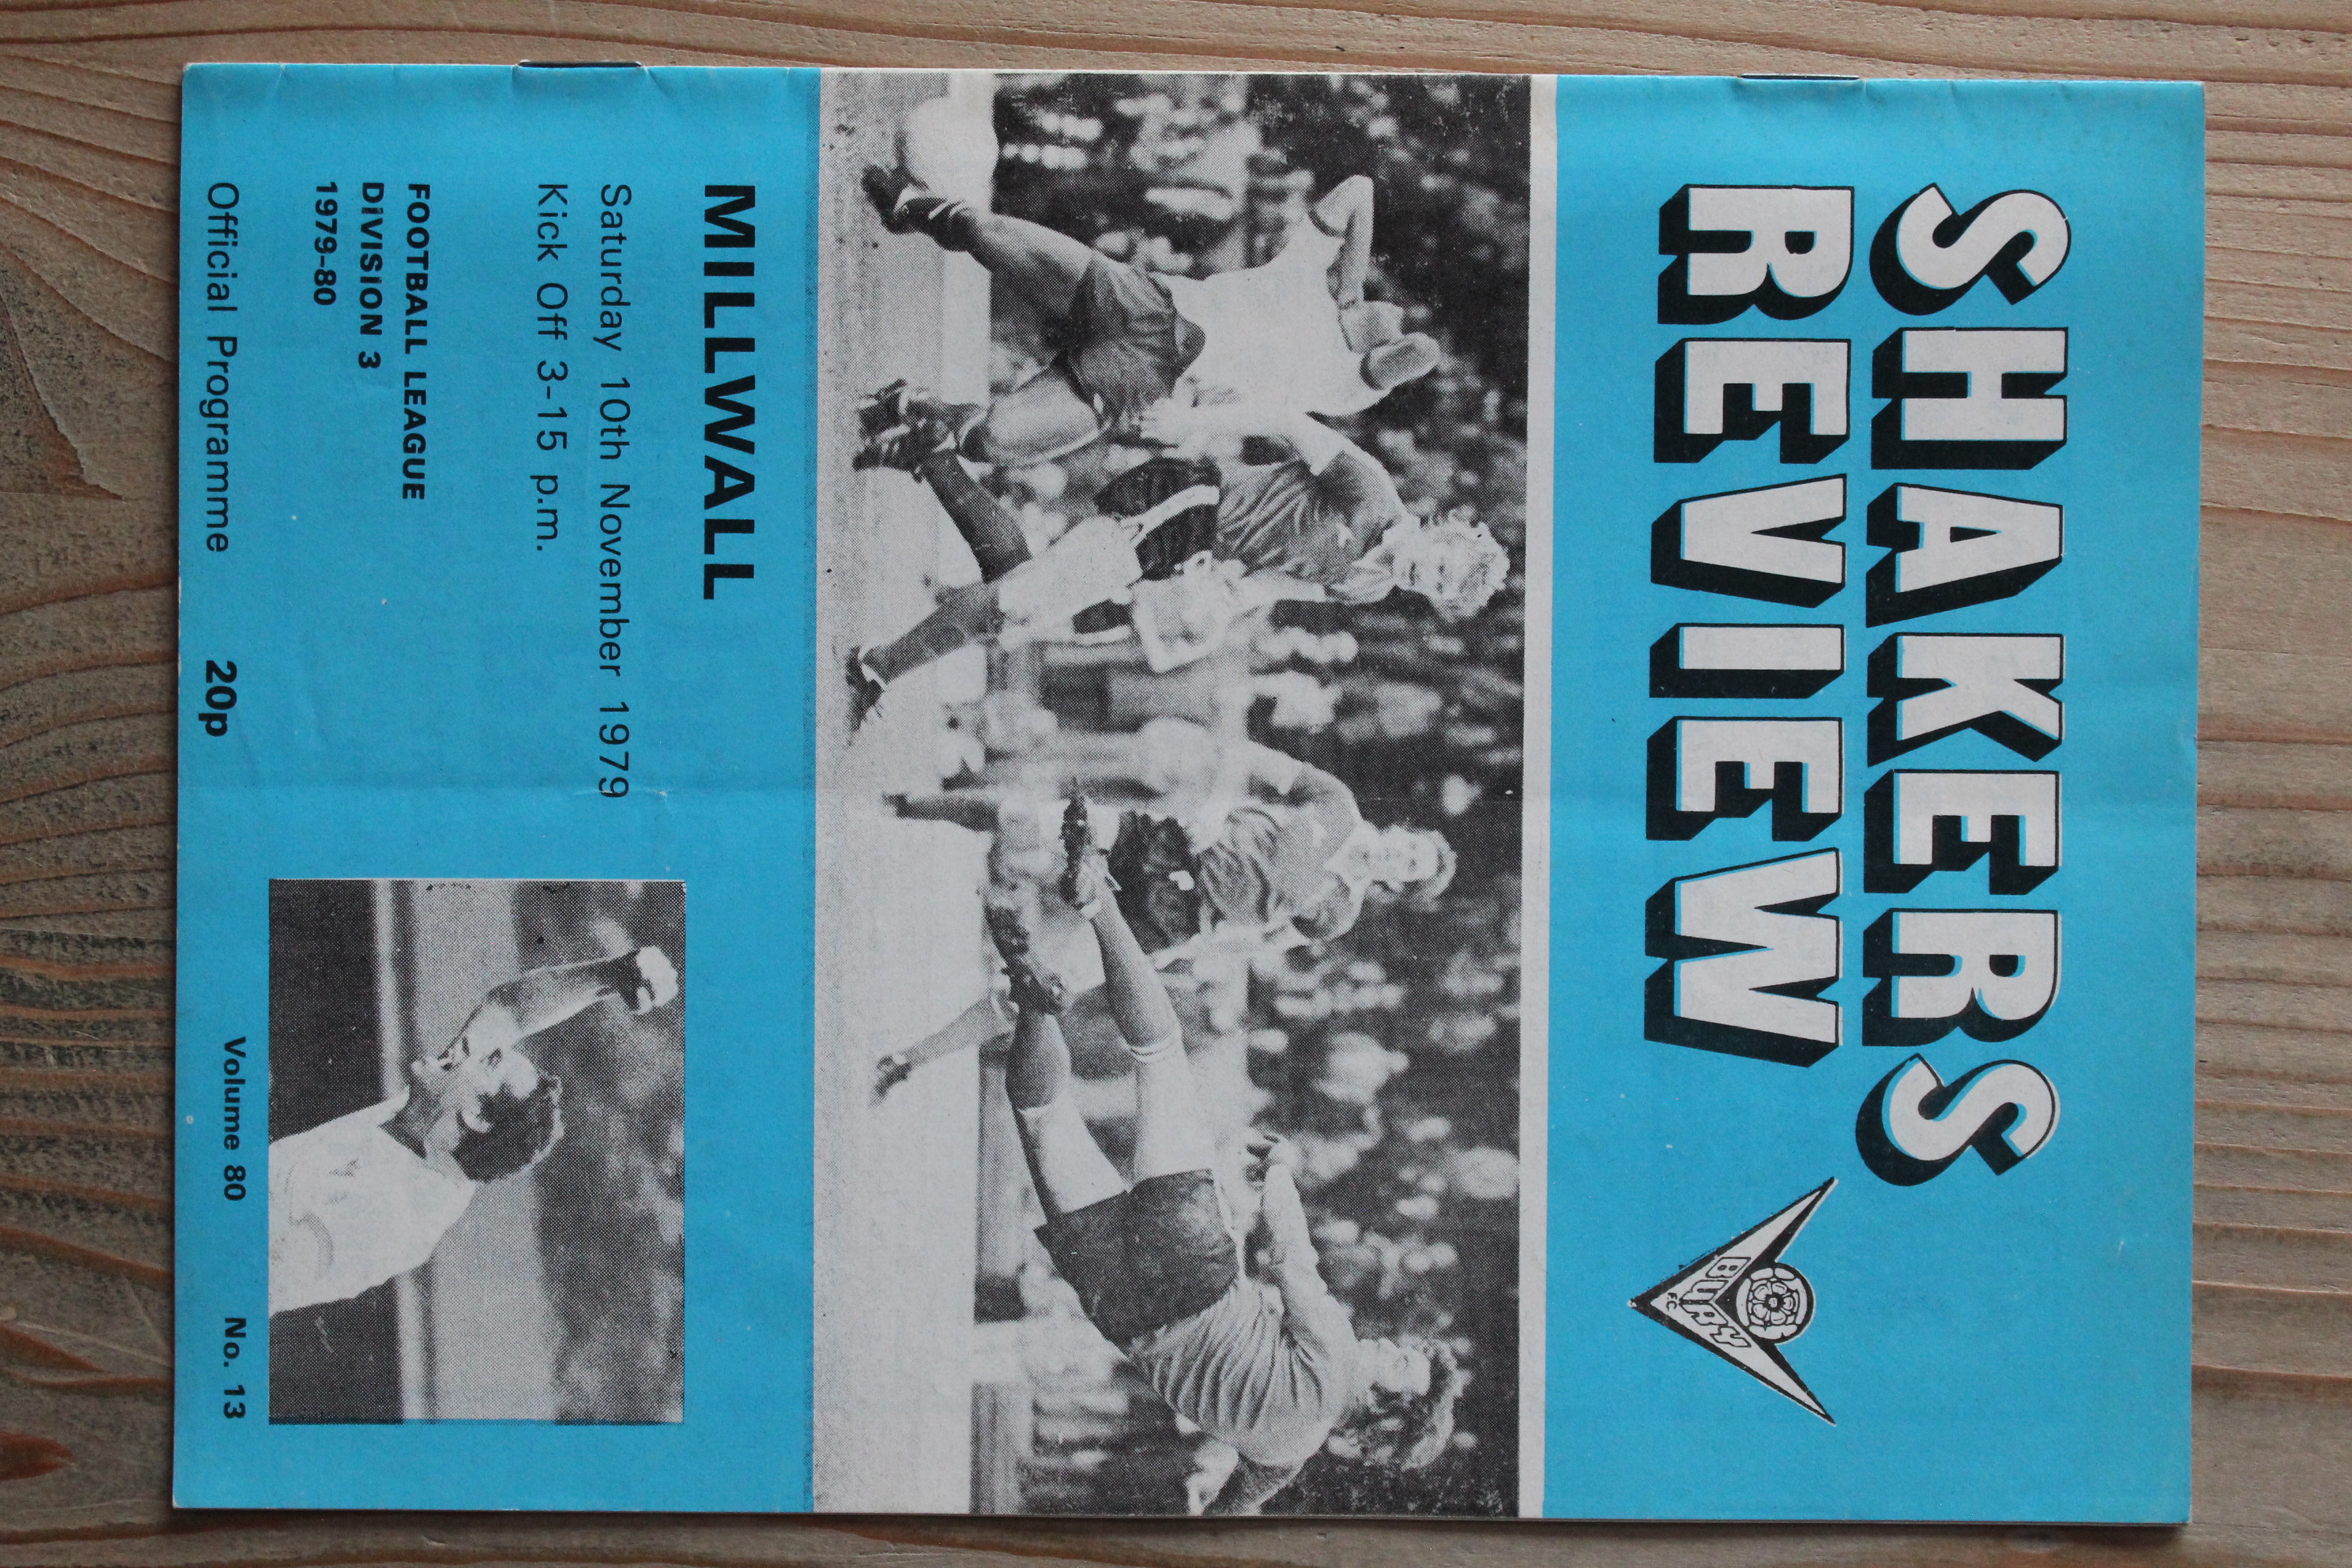 SHAKERS
REVIEW
BURY
FC
MILLWALL
Saturday 10th November 1979
Kick Off 3-15 p.m.
FOOTBALL LEAGUE
DIVISION 3
1979-80
Official Programme 20p
Volume 80 No. 13